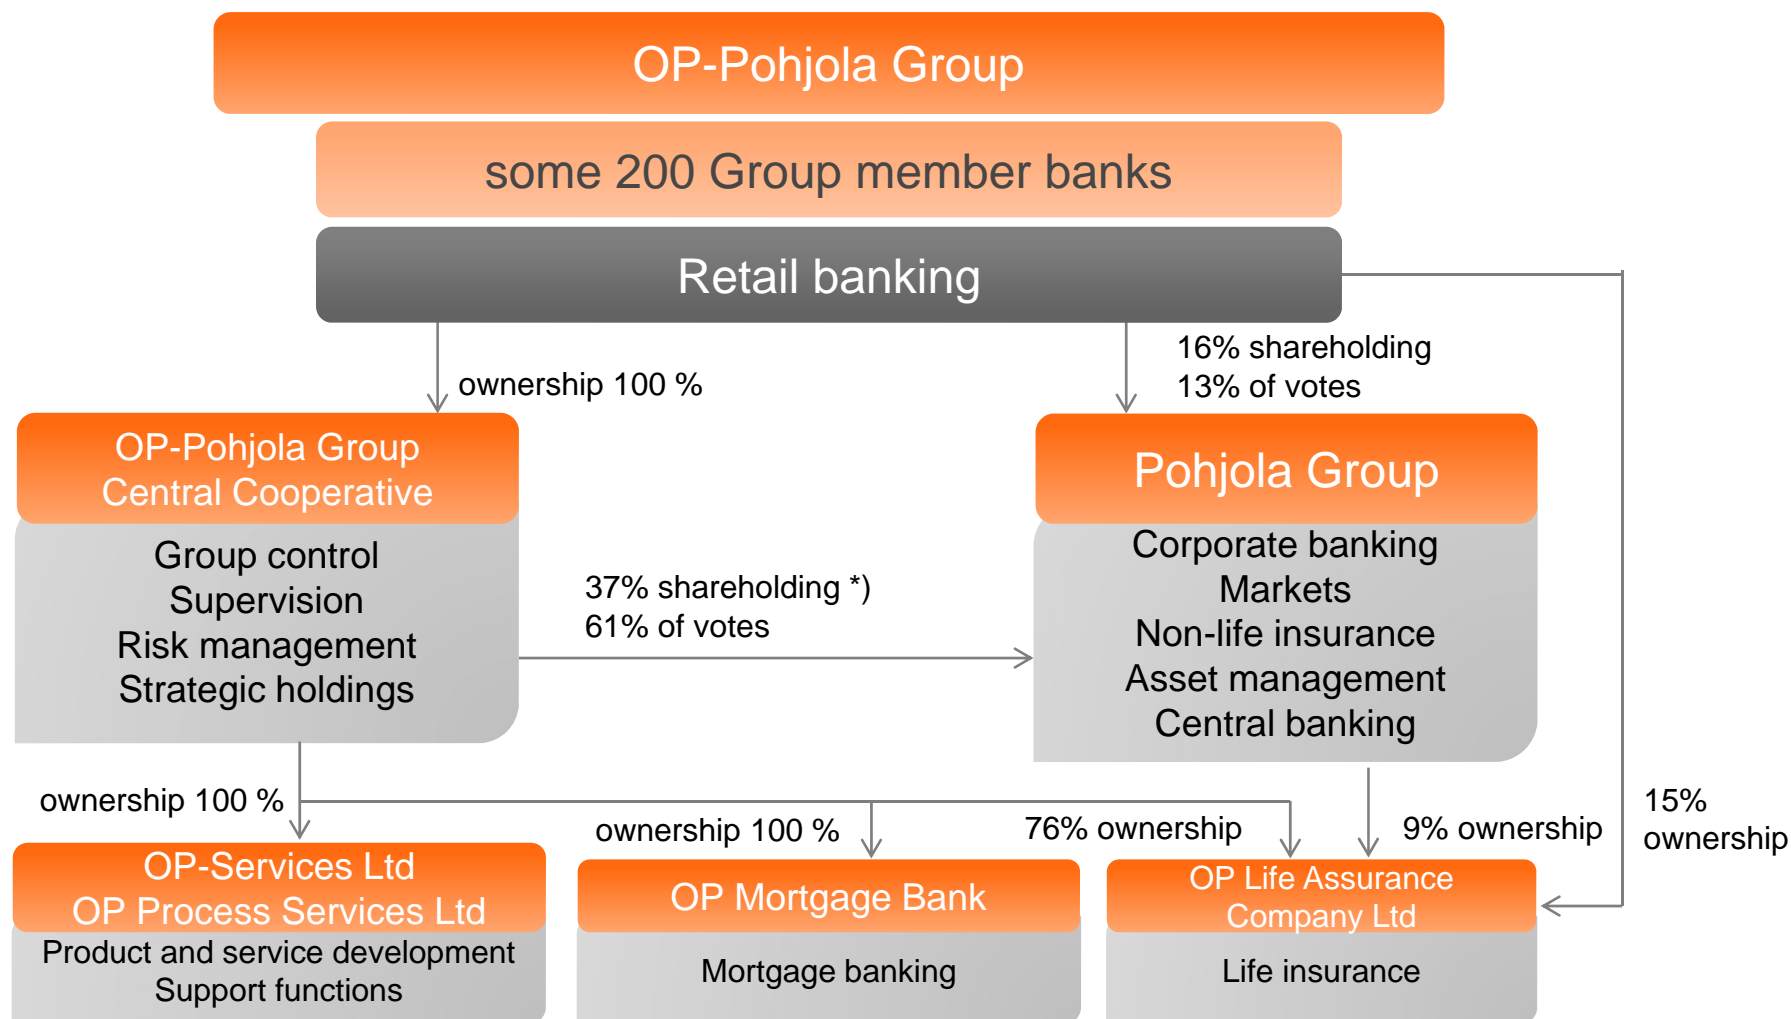 OP-Pohjola Group
some 200 Group member banks
Retail banking
ownership 100 %
16% shareholding
13% of votes
OP-Pohjola Group
Central Cooperative
Group control
Supervision
Risk management
Strategic holdings
37% shareholding *)
61% of votes
Pohjola Group
Corporate banking
Markets
Non-life insurance
Asset management
Central banking
ownership 100 %
ownership 100 %
76% ownership
9% ownership
15%
ownership
OP-Services Ltd
OP Process Services Ltd
Product and service development
Support functions
OP Mortgage Bank
Mortgage banking
OP Life Assurance
Company Ltd
Life insurance